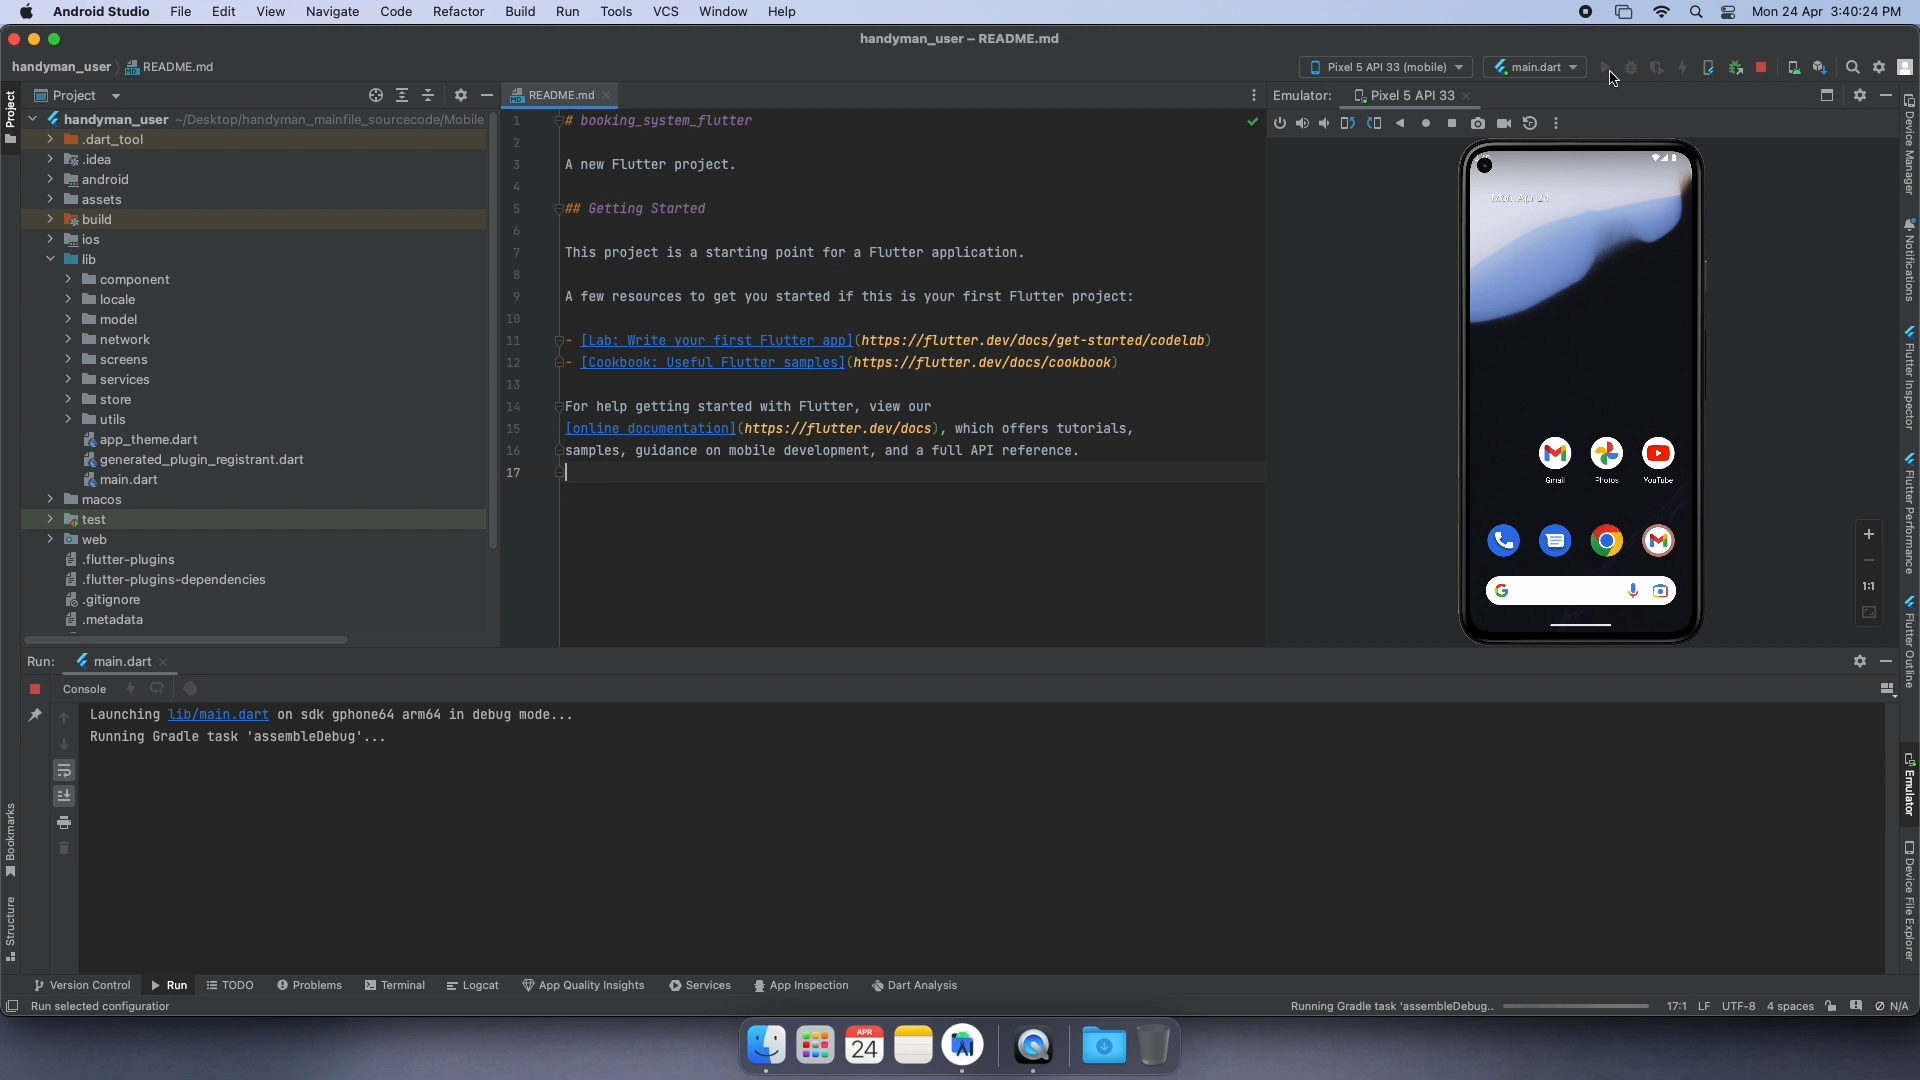 Android Studio File Edit View Navigate Code Refactor Build Run Tools VCS Window Help Mon 24 Apr 3:40:24 PM
handyman_user – README.md
handyman_user README.md Pixel 5 API 33 (mobile) main.dart
Project README.md Emulator: Pixel 5 API 33
handyman_user ~/Desktop/handyman_mainfile_sourcecode/Mobile
.dart_tool
.idea
android
assets
build
ios
lib
component
locale
model
network
screens
services
store
utils
app_theme.dart
generated_plugin_registrant.dart
main.dart
macos
test
web
.flutter-plugins
.flutter-plugins-dependencies
.gitignore
.metadata
1 # booking_system_flutter
2
3 A new Flutter project.
4
5 ## Getting Started
6
7 This project is a starting point for a Flutter application.
8
9 A few resources to get you started if this is your first Flutter project:
10
11 - [Lab: Write your first Flutter app](https://flutter.dev/docs/get-started/codelab)
12 - [Cookbook: Useful Flutter samples](https://flutter.dev/docs/cookbook)
13
14 For help getting started with Flutter, view our
15 [online documentation](https://flutter.dev/docs), which offers tutorials,
16 samples, guidance on mobile development, and a full API reference.
17
Mon, Apr 24
Gmail Photos YouTube
1:1
Project
Bookmarks
Structure
Device Manager
Notifications
Flutter Inspector
Flutter Performance
Flutter Outline
Emulator
Device File Explorer
Run: main.dart
Console
Launching lib/main.dart on sdk gphone64 arm64 in debug mode...
Running Gradle task 'assembleDebug'...
Version Control Run TODO Problems Terminal Logcat App Quality Insights Services App Inspection Dart Analysis
Run selected configuratior Running Gradle task 'assembleDebug.. 17:1 LF UTF-8 4 spaces N/A
APR
24